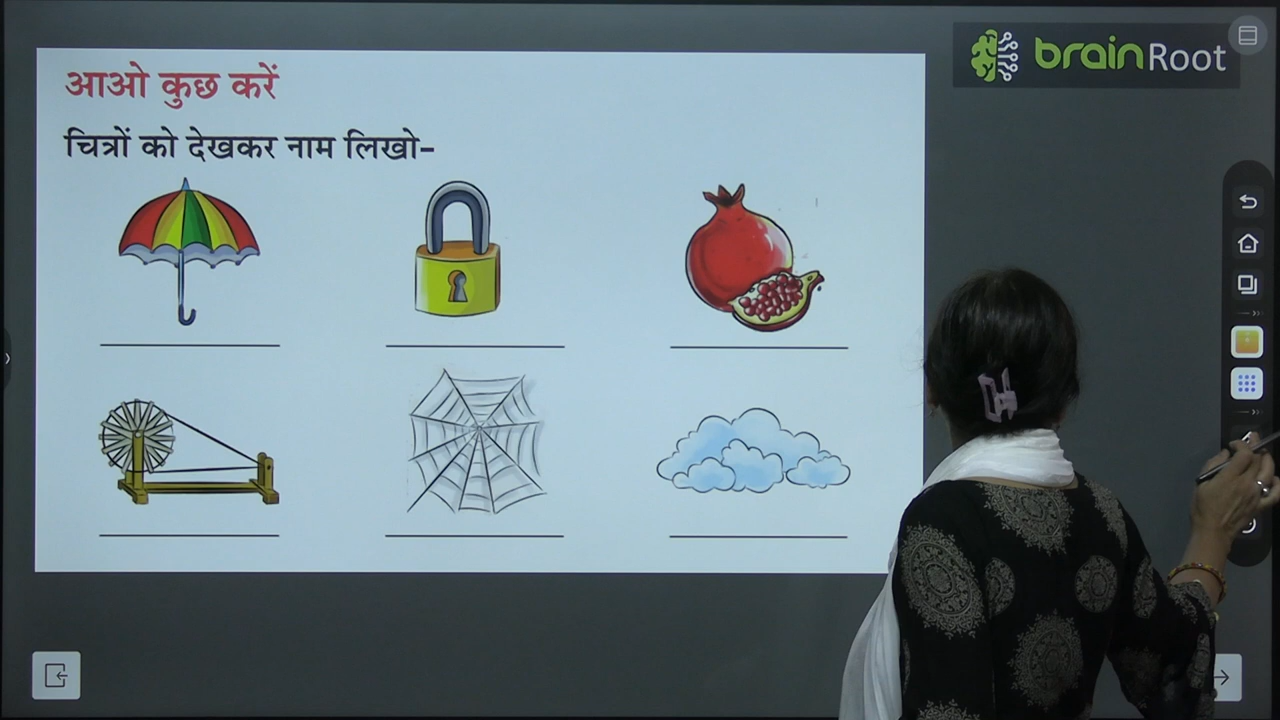 brainRoot
आओ कुछ करें
चित्रों को देखकर नाम लिखो-